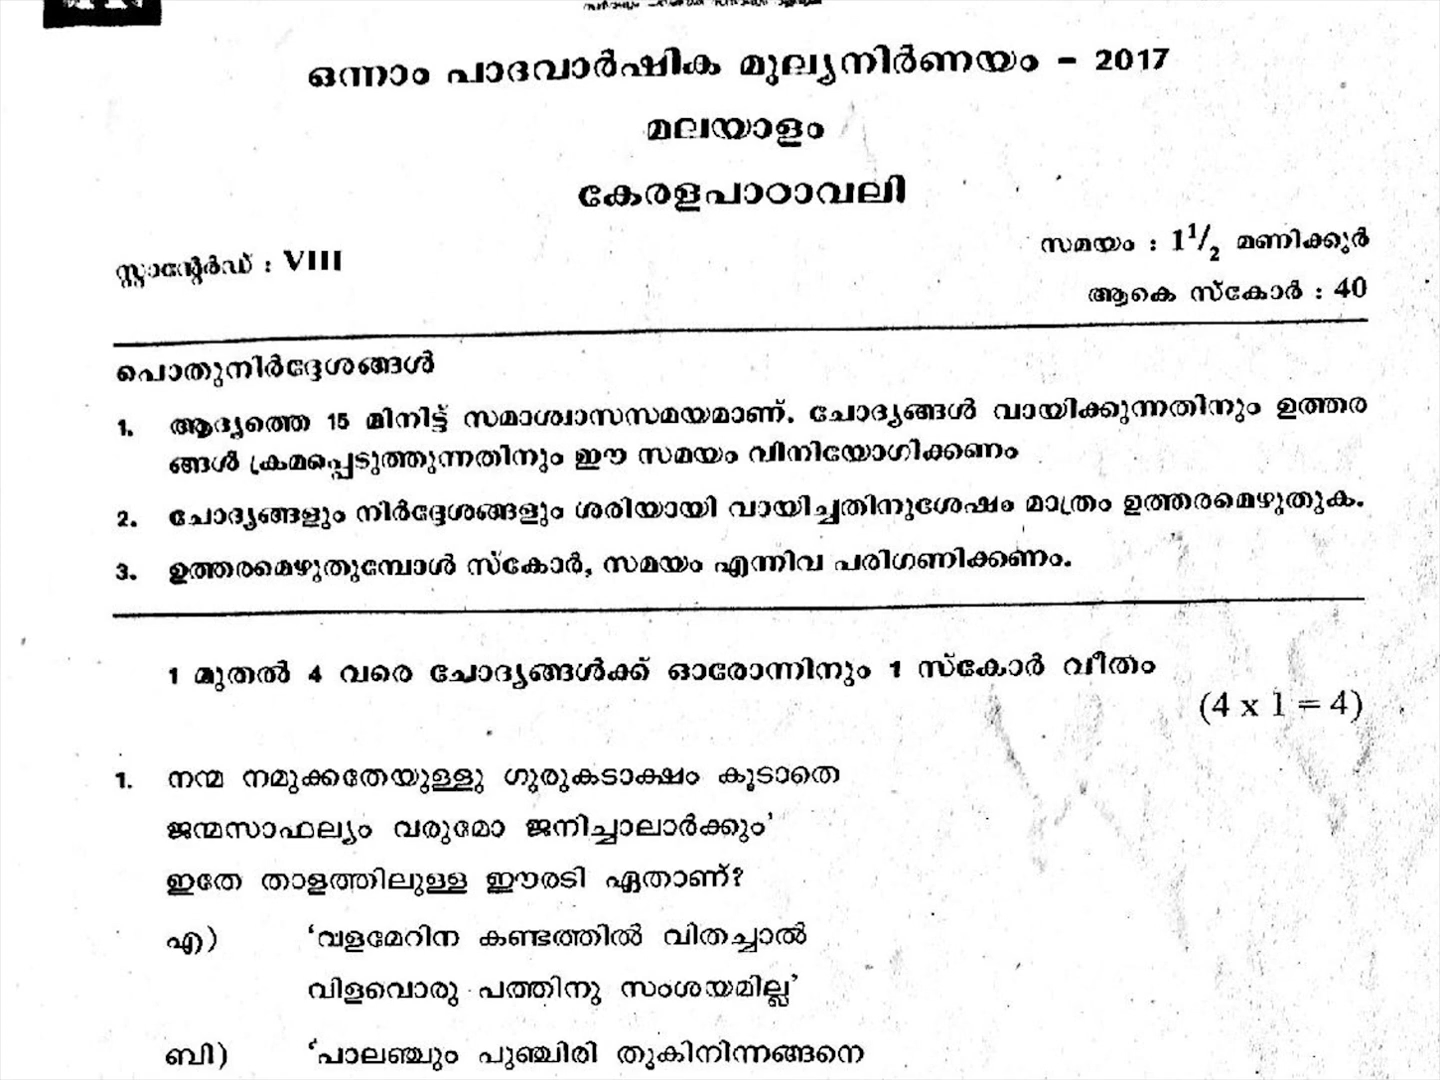 ഒന്നാം പാദവാർഷിക മൂല്യനിർണയം - 2017
മലയാളം
കേരളപാഠാവലി
സ്റ്റാന്റേർഡ് : VIII
സമയം : 1 1/2 മണിക്കൂർ
ആകെ സ്കോർ : 40
പൊതുനിർദ്ദേശങ്ങൾ
1. ആദ്യത്തെ 15 മിനിട്ട് സമാശ്വാസസമയമാണ്. ചോദ്യങ്ങൾ വായിക്കുന്നതിനും ഉത്തര
ങ്ങൾ ക്രമപ്പെടുത്തുന്നതിനും ഈ സമയം വിനിയോഗിക്കണം
2. ചോദ്യങ്ങളും നിർദ്ദേശങ്ങളും ശരിയായി വായിച്ചതിനുശേഷം മാത്രം ഉത്തരമെഴുതുക.
3. ഉത്തരമെഴുതുമ്പോൾ സ്കോർ, സമയം എന്നിവ പരിഗണിക്കണം.
1 മുതൽ 4 വരെ ചോദ്യങ്ങൾക്ക് ഓരോന്നിനും 1 സ്കോർ വീതം
(4 x 1 = 4)
1. നന്മ നമുക്കതേയുള്ളു ഗുരുകടാക്ഷം കൂടാതെ
ജന്മസാഫല്യം വരുമോ ജനിച്ചാലാർക്കും'
ഇതേ താളത്തിലുള്ള ഈരടി ഏതാണ്?
എ) 'വളമേറിന കണ്ടത്തിൽ വിതച്ചാൽ
വിളവൊരു പത്തിനു സംശയമില്ല'
ബി) 'പാലഞ്ചും പുഞ്ചിരി തൂകിനിന്നങ്ങനെ